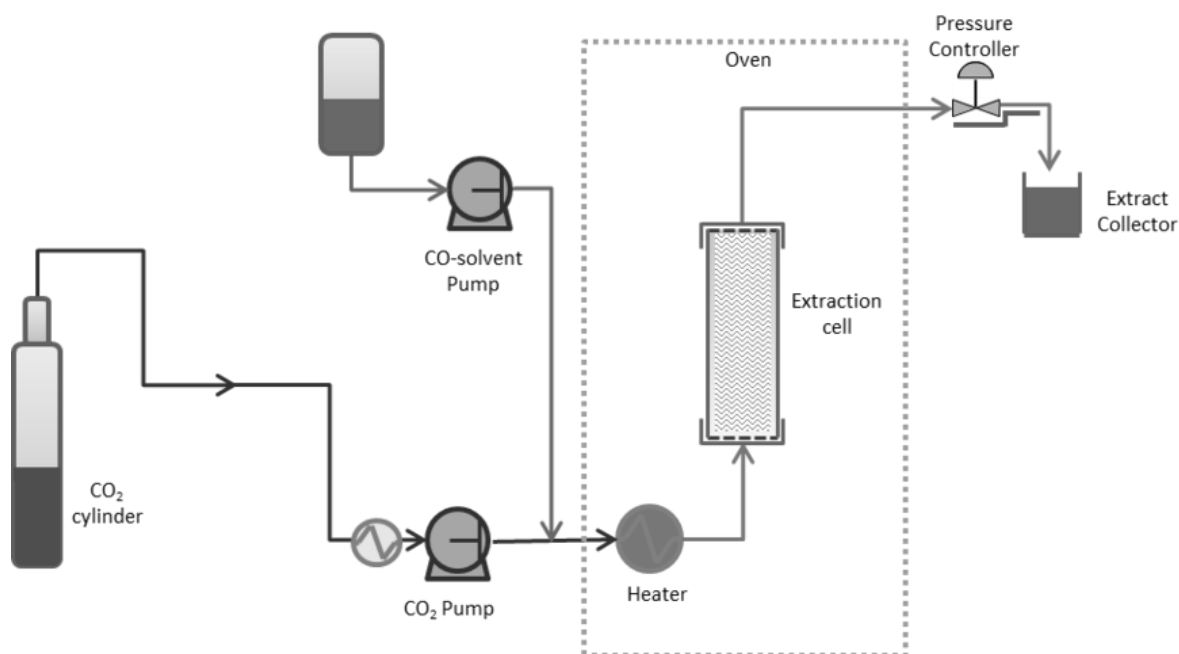 Pressure
Controller
Oven
CO-solvent
Pump
Extract
Collector
Extraction
cell
CO₂
cylinder
CO₂ Pump
Heater